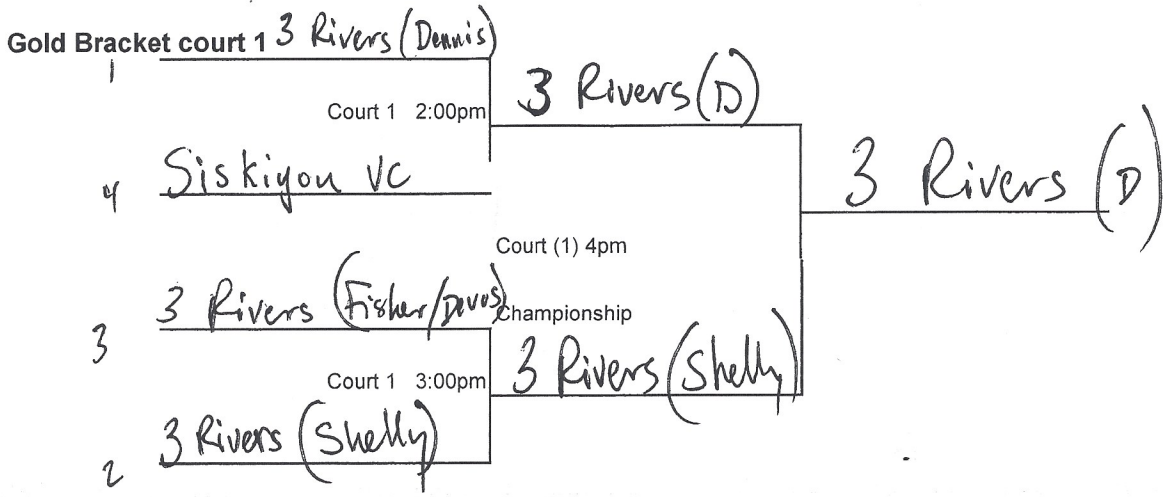 Gold Bracket court 1 3 Rivers (Dennis)
1
Court 1 2:00pm
3 Rivers (D)
4 Siskiyou VC
3 Rivers (D)
Court (1) 4pm
3 Rivers (Fisher/Devos)
Championship
3
Court 1 3:00pm
3 Rivers (Shelly)
2 3 Rivers (Shelly)